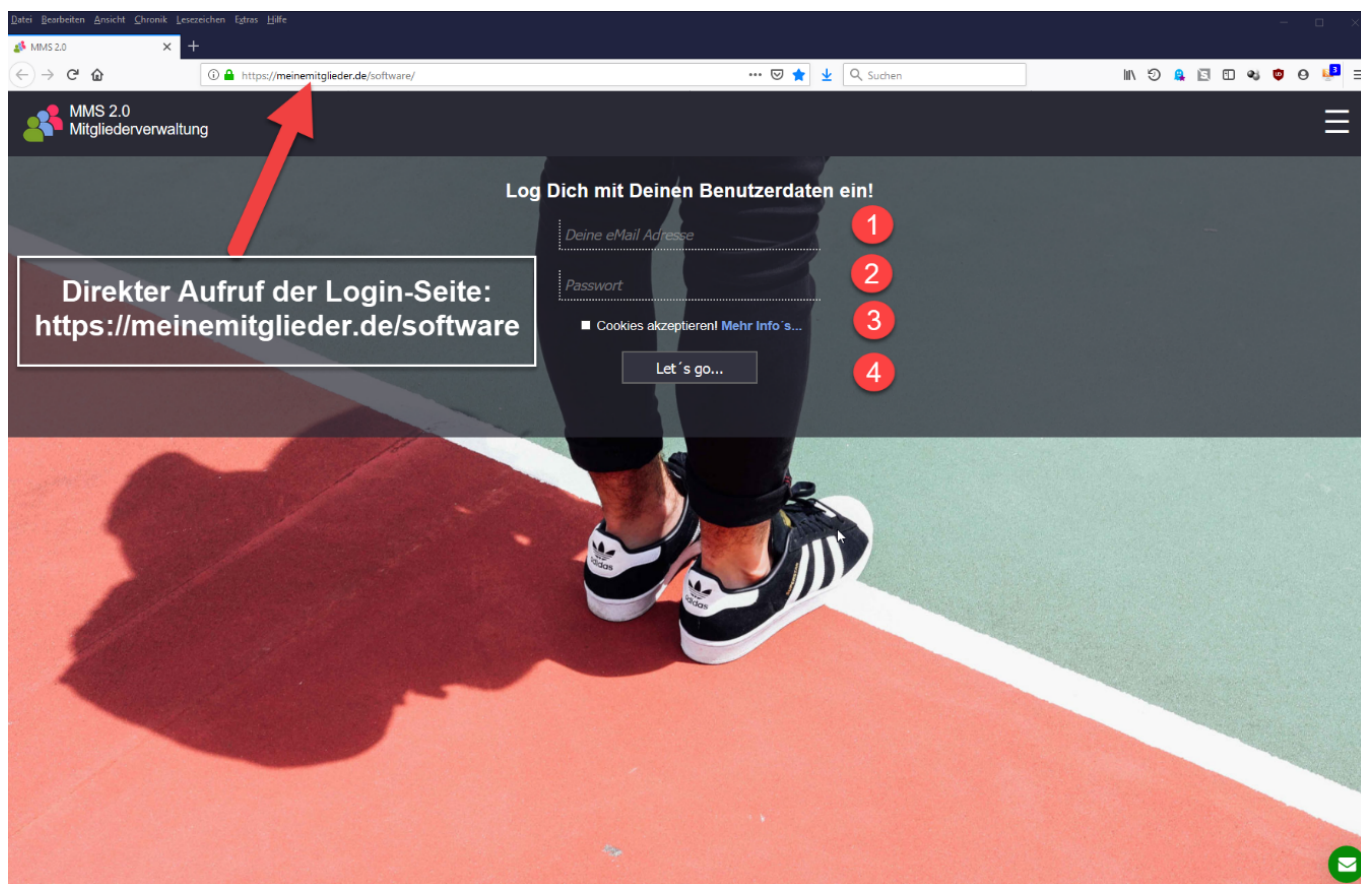 Datei Bearbeiten Ansicht Chronik Lesezeichen Extras Hilfe
MMS 2.0
https://meinemitglieder.de/software/
Suchen
3
MMS 2.0
Mitgliederverwaltung
Log Dich mit Deinen Benutzerdaten ein!
Deine eMail Adresse
1
Passwort
2
Cookies akzeptieren! Mehr Info´s...
3
Let´s go...
4
Direkter Aufruf der Login-Seite:
https://meinemitglieder.de/software
adidas
adidas